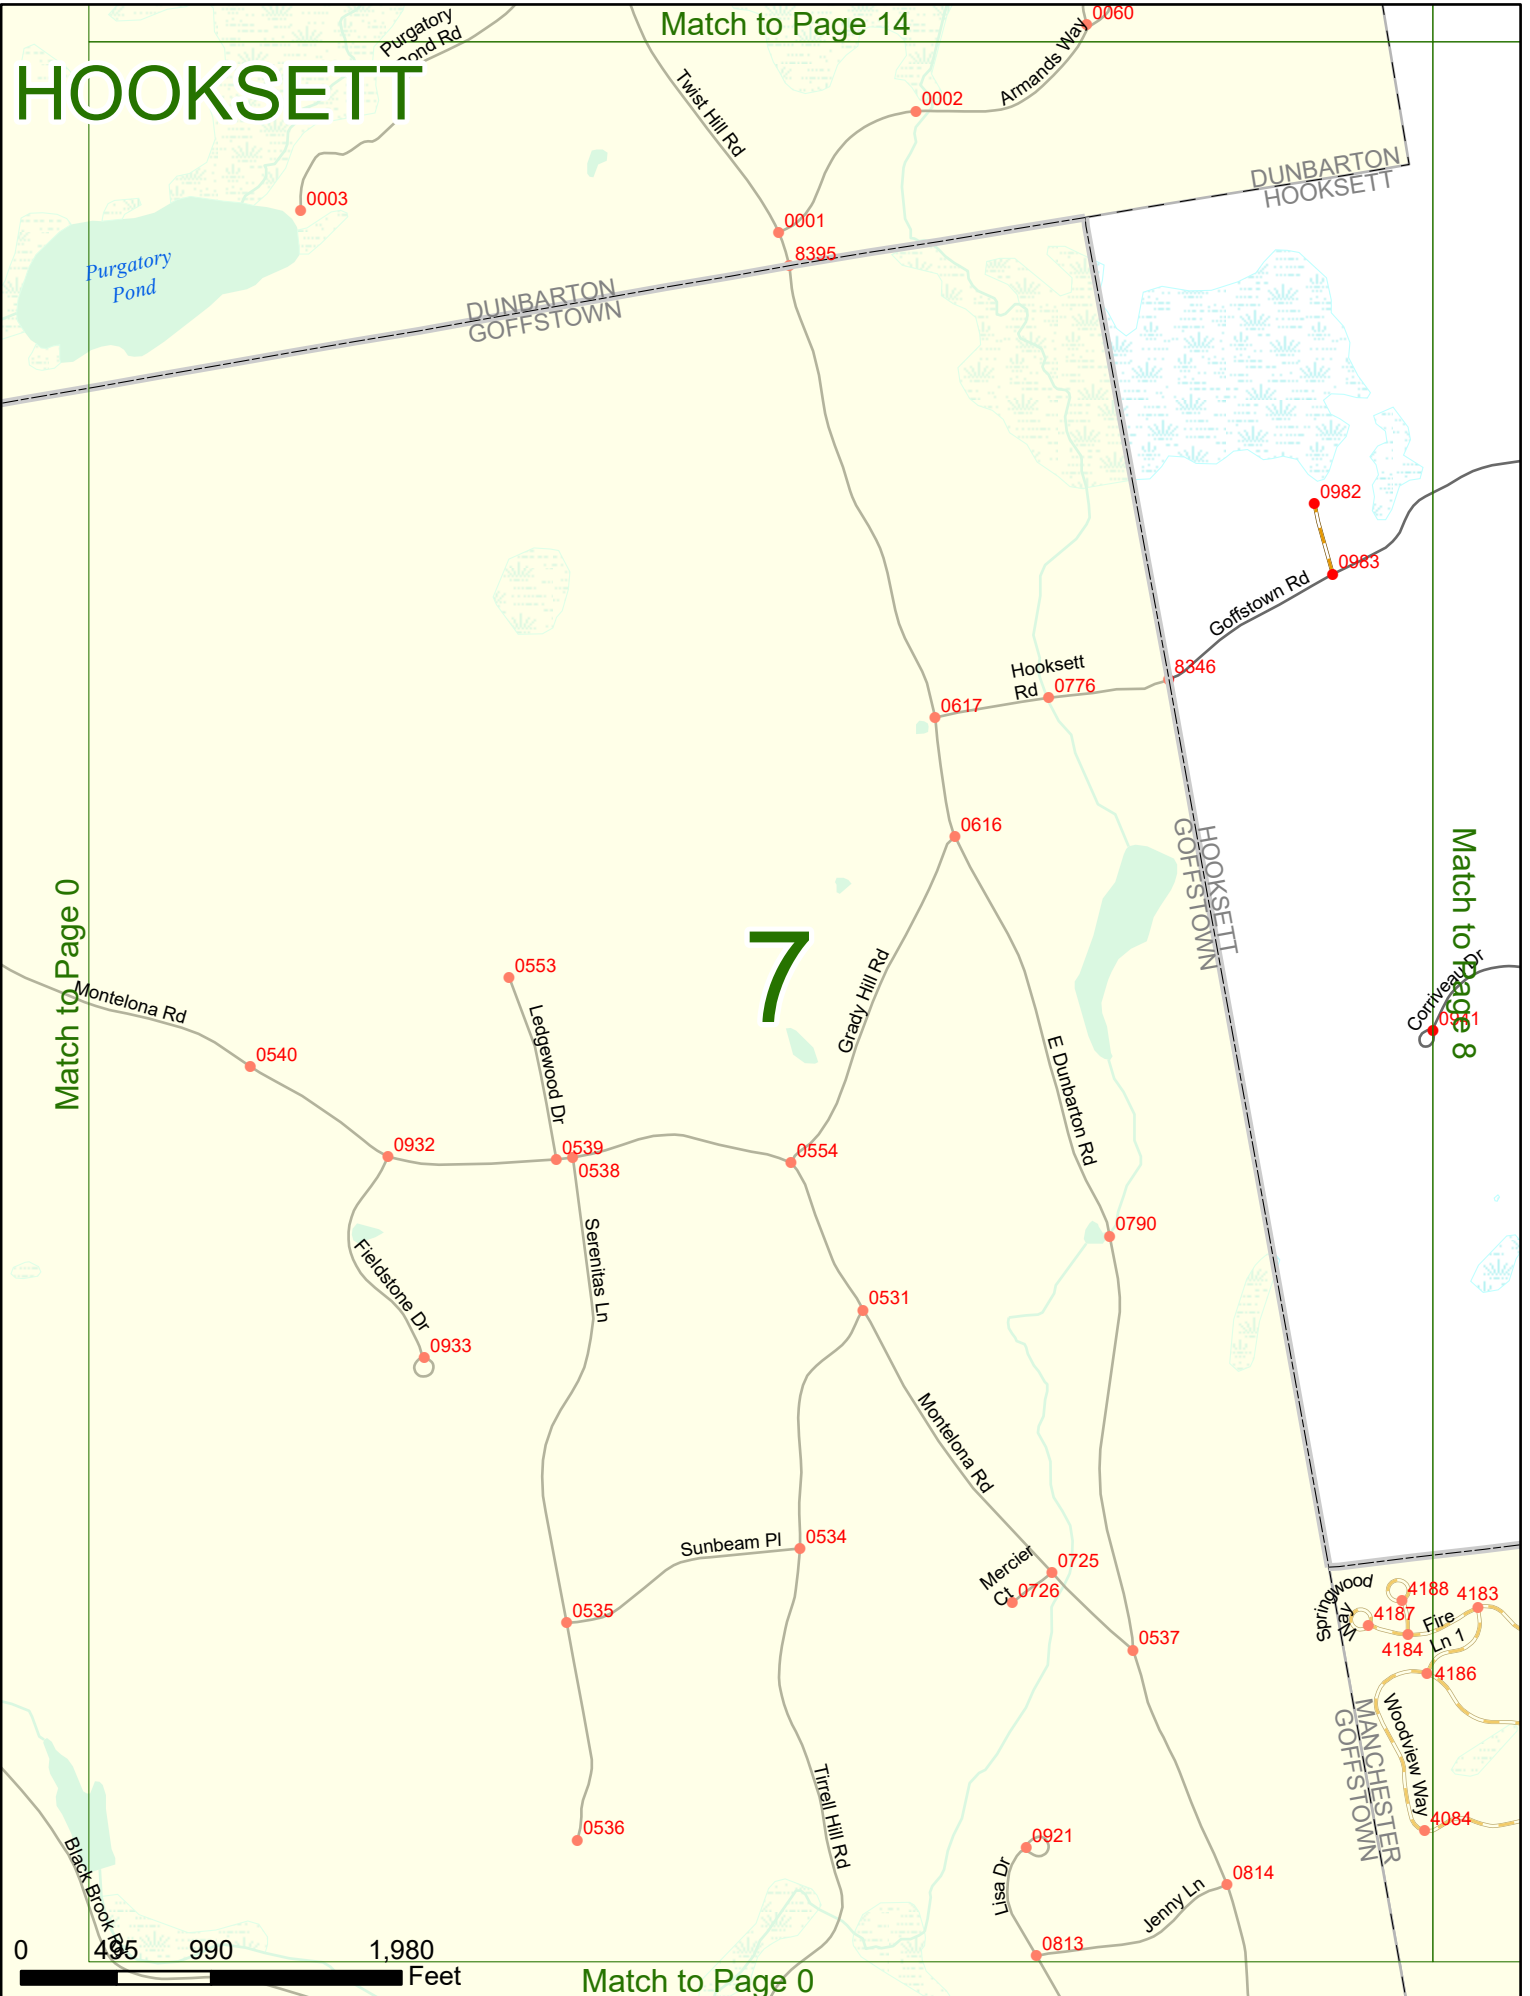 Match to Page 14
HOOKSETT
Purgatory
Pond Rd
0060
Armands Way
0002
Twist Hill Rd
0003
0001
8395
DUNBARTON
HOOKSETT
Purgatory
Pond
DUNBARTON
GOFFSTOWN
0982
0983
Goffstown Rd
Hooksett
Rd
0776
8346
0617
0616
HOOKSETT
GOFFSTOWN
Match to Page 8
Match to Page 0
7
0553
Ledgewood Dr
Grady Hill Rd
Montelona Rd
Corriveau Dr
0941
0540
E Dunbarton Rd
0932
0539
0538
0554
0790
Serenitas Ln
Fieldstone Dr
0933
0531
Montelona Rd
Sunbeam Pl
0534
Mercier
Ct
0725
0726
0535
0537
Springwood
Way
4188
4183
4187
Fire
Ln 1
4184
4186
Woodview Way
MANCHESTER
GOFFSTOWN
4084
Tirrell Hill Rd
0536
0921
Lisa Dr
0814
Jenny Ln
0813
Black Brook Rd
0 495 990 1,980
Feet
Match to Page 0